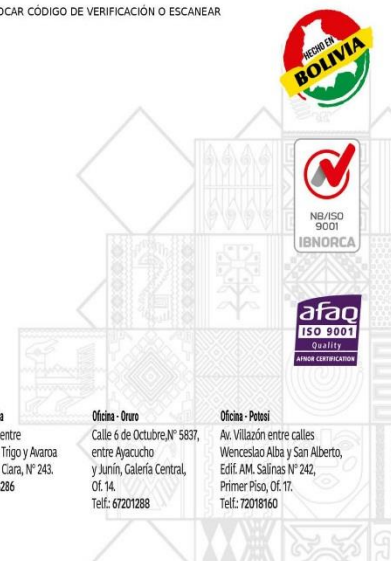 OCAR CÓDIGO DE VERIFICACIÓN O ESCANEAR
HECHO EN
BOLIVIA
NB/ISO
9001
IBNORCA
afaq
ISO 9001
Quality
AFNOR CERTIFICATION
a
entre
Trigo y Avaroa
Clara, N° 243.
286
Oficina - Oruro
Calle 6 de Octubre,N° 5837,
entre Ayacucho
y Junín, Galería Central,
Of. 14.
Telf.: 67201288
Oficina - Potosí
Av. Villazón entre calles
Wenceslao Alba y San Alberto,
Edif. AM. Salinas N° 242,
Primer Piso, Of. 17.
Telf.: 72018160